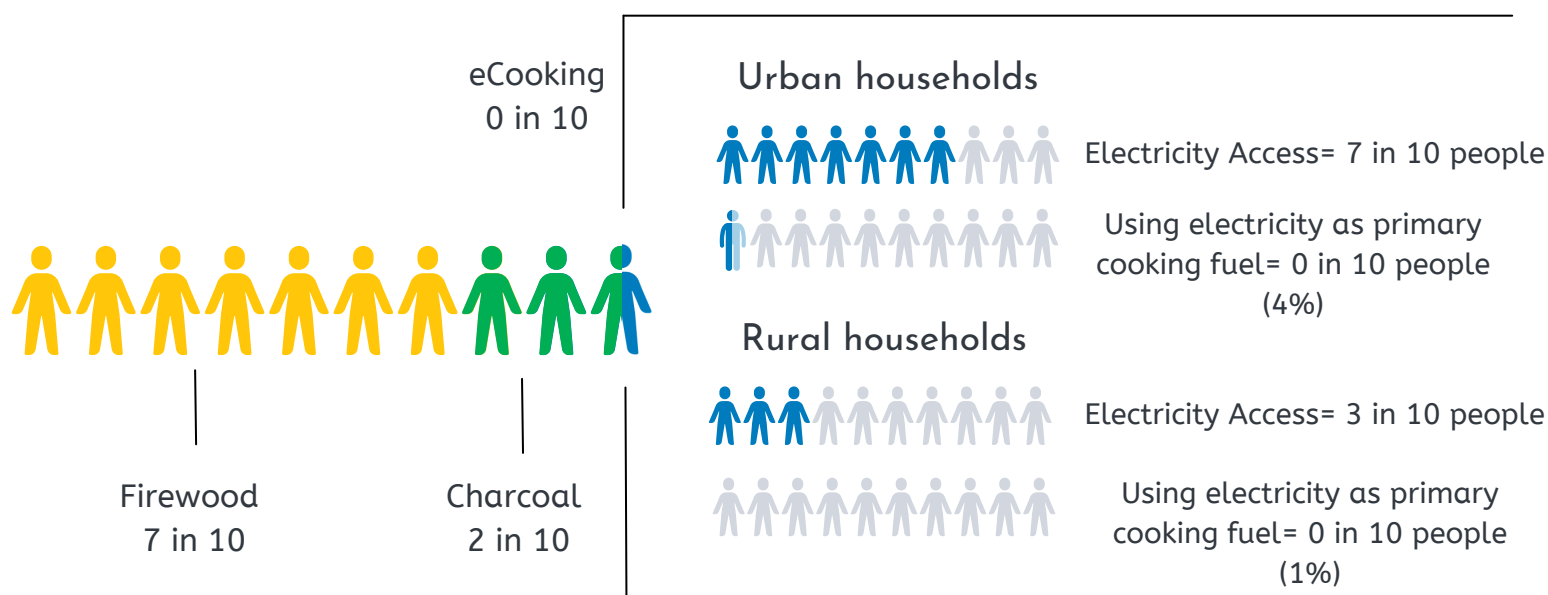 eCooking
0 in 10
Firewood
7 in 10
Charcoal
2 in 10
Urban households
Electricity Access= 7 in 10 people
Using electricity as primary
cooking fuel= 0 in 10 people
(4%)
Rural households
Electricity Access= 3 in 10 people
Using electricity as primary
cooking fuel= 0 in 10 people
(1%)